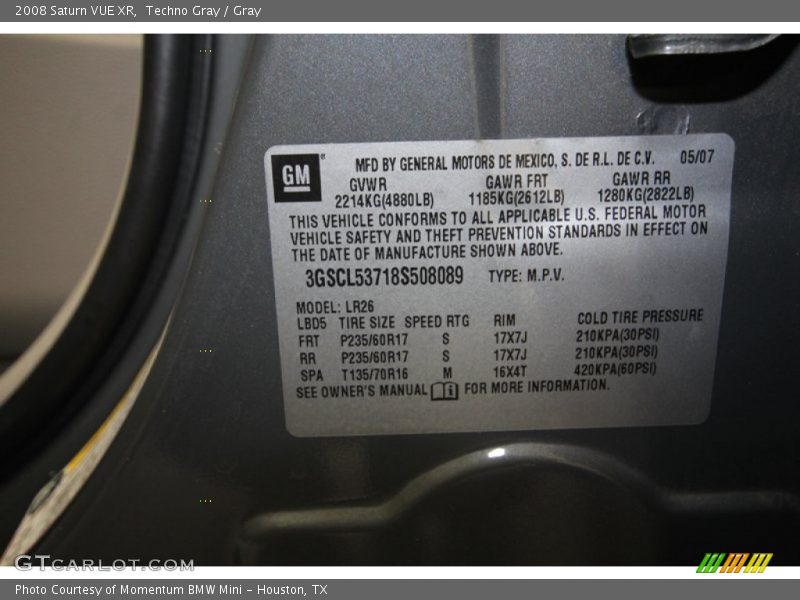 2008 Saturn VUE XR, Techno Gray / Gray
GM
MFD BY GENERAL MOTORS DE MEXICO, S. DE R.L. DE C.V. 05/07
GVWR GAWR FRT GAWR RR
2214KG(4880LB) 1185KG(2612LB) 1280KG(2822LB)
THIS VEHICLE CONFORMS TO ALL APPLICABLE U.S. FEDERAL MOTOR
VEHICLE SAFETY AND THEFT PREVENTION STANDARDS IN EFFECT ON
THE DATE OF MANUFACTURE SHOWN ABOVE.
3GSCL53718S508089 TYPE: M.P.V.
MODEL: LR26
LBD5 TIRE SIZE SPEED RTG RIM COLD TIRE PRESSURE
FRT P235/60R17 S 17X7J 210KPA(30PSI)
RR P235/60R17 S 17X7J 210KPA(30PSI)
SPA T135/70R16 M 16X4T 420KPA(60PSI)
SEE OWNER'S MANUAL FOR MORE INFORMATION.
GTCARLOT.COM
Photo Courtesy of Momentum BMW Mini - Houston, TX